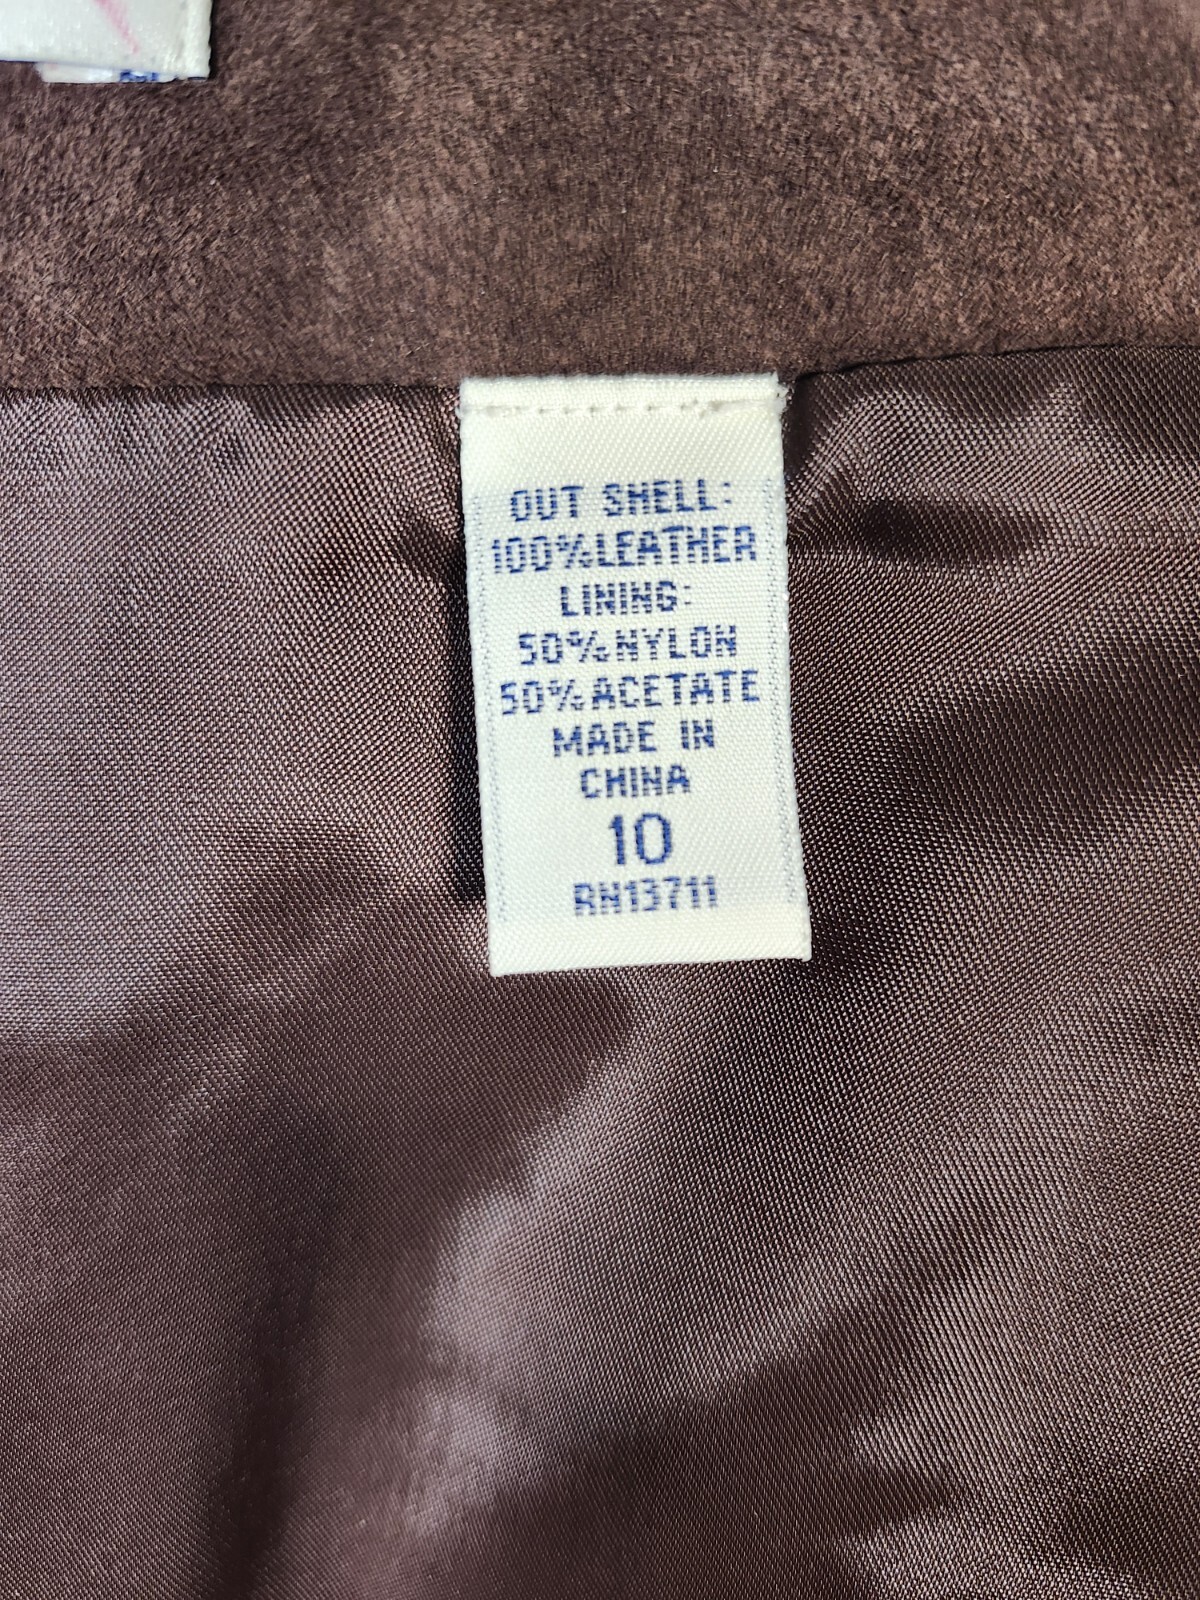 OUT SHELL:
100%LEATHER
LINING:
50%NYLON
50%ACETATE
MADE IN
CHINA
10
RN13711